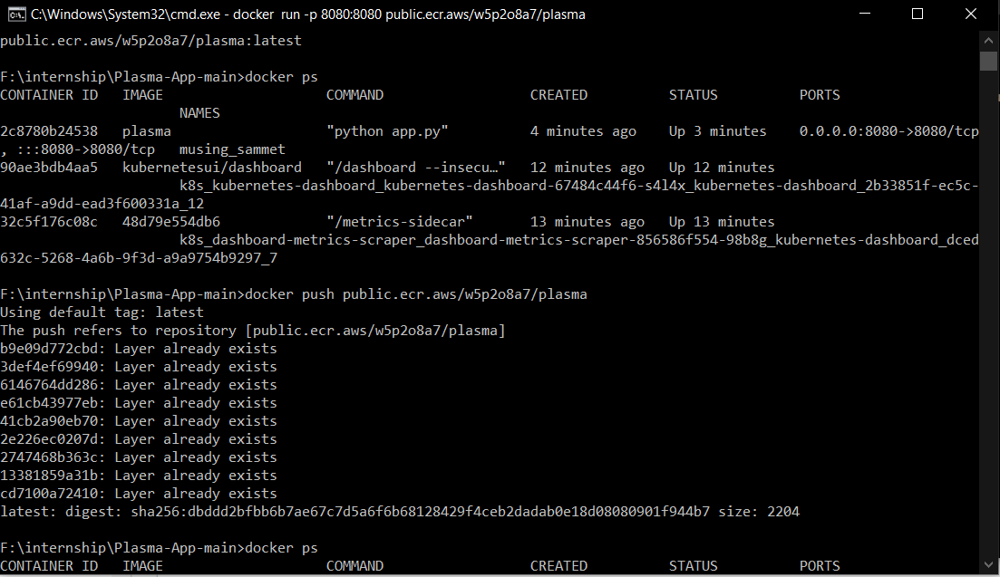 C:\Windows\System32\cmd.exe - docker  run -p 8080:8080 public.ecr.aws/w5p2o8a7/plasma
public.ecr.aws/w5p2o8a7/plasma:latest
F:\internship\Plasma-App-main>docker ps
CONTAINER ID   IMAGE                    COMMAND                  CREATED          STATUS          PORTS
                      NAMES
2c8780b24538   plasma                   "python app.py"          4 minutes ago    Up 3 minutes    0.0.0.0:8080->8080/tcp
, :::8080->8080/tcp   musing_sammet
90ae3bdb4aa5   kubernetesui/dashboard   "/dashboard --insecu…"   12 minutes ago   Up 12 minutes
                      k8s_kubernetes-dashboard_kubernetes-dashboard-67484c44f6-s4l4x_kubernetes-dashboard_2b33851f-ec5c-
41af-a9dd-ead3f600331a_12
32c5f176c08c   48d79e554db6             "/metrics-sidecar"       13 minutes ago   Up 13 minutes
                      k8s_dashboard-metrics-scraper_dashboard-metrics-scraper-856586f554-98b8g_kubernetes-dashboard_dced
632c-5268-4a6b-9f3d-a9a9754b9297_7
F:\internship\Plasma-App-main>docker push public.ecr.aws/w5p2o8a7/plasma
Using default tag: latest
The push refers to repository [public.ecr.aws/w5p2o8a7/plasma]
b9e09d772cbd: Layer already exists
3def4ef69940: Layer already exists
6146764dd286: Layer already exists
e61cb43977eb: Layer already exists
41cb2a90eb70: Layer already exists
2e226ec0207d: Layer already exists
2747468b363c: Layer already exists
13381859a31b: Layer already exists
cd7100a72410: Layer already exists
latest: digest: sha256:dbddd2bfbb6b7ae67c7d5a6f6b68128429f4ceb2dadab0e18d08080901f944b7 size: 2204
F:\internship\Plasma-App-main>docker ps
CONTAINER ID   IMAGE                    COMMAND                  CREATED          STATUS          PORTS